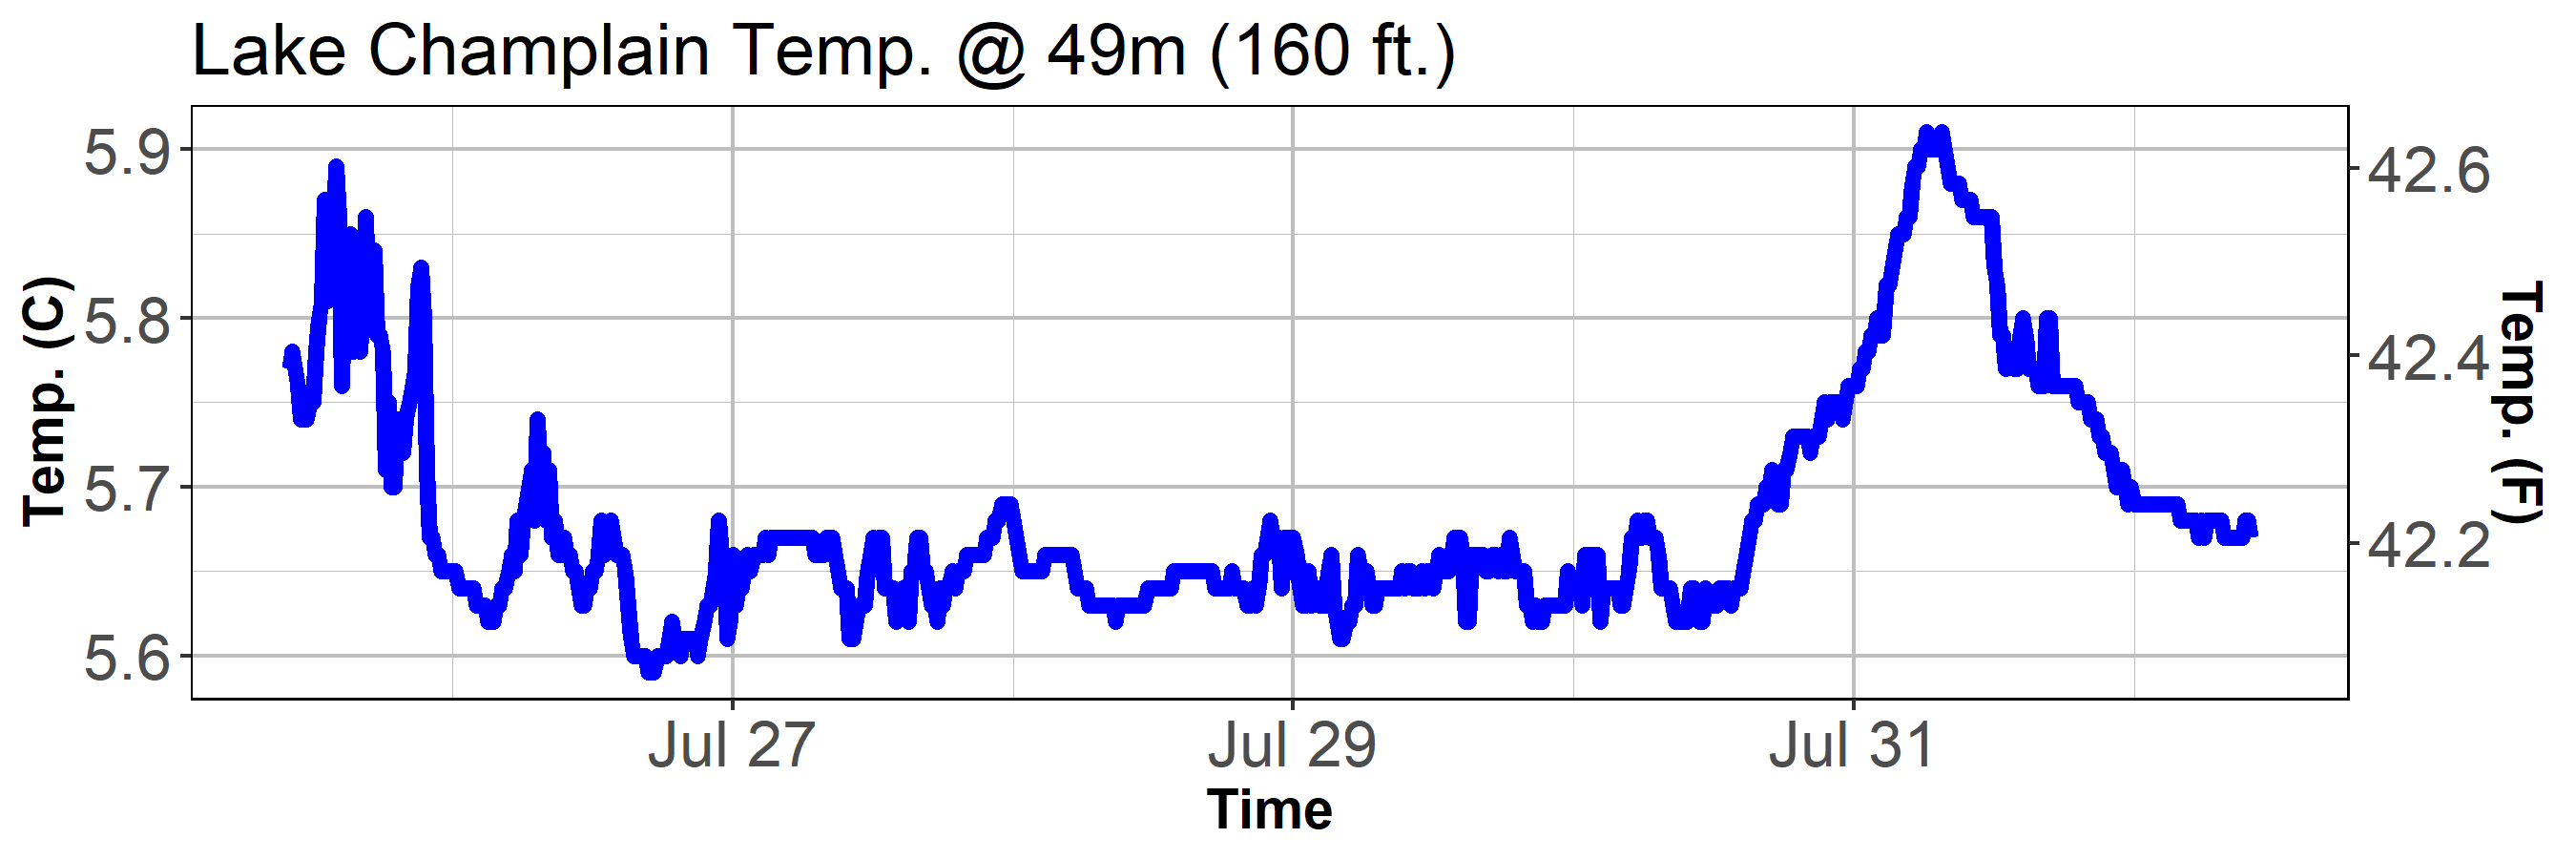 Lake Champlain Temp. @ 49m (160 ft.)
Temp. (C)
5.9
5.8
5.7
5.6
42.6
42.4
42.2
Temp. (F)
Jul 27
Jul 29
Jul 31
Time